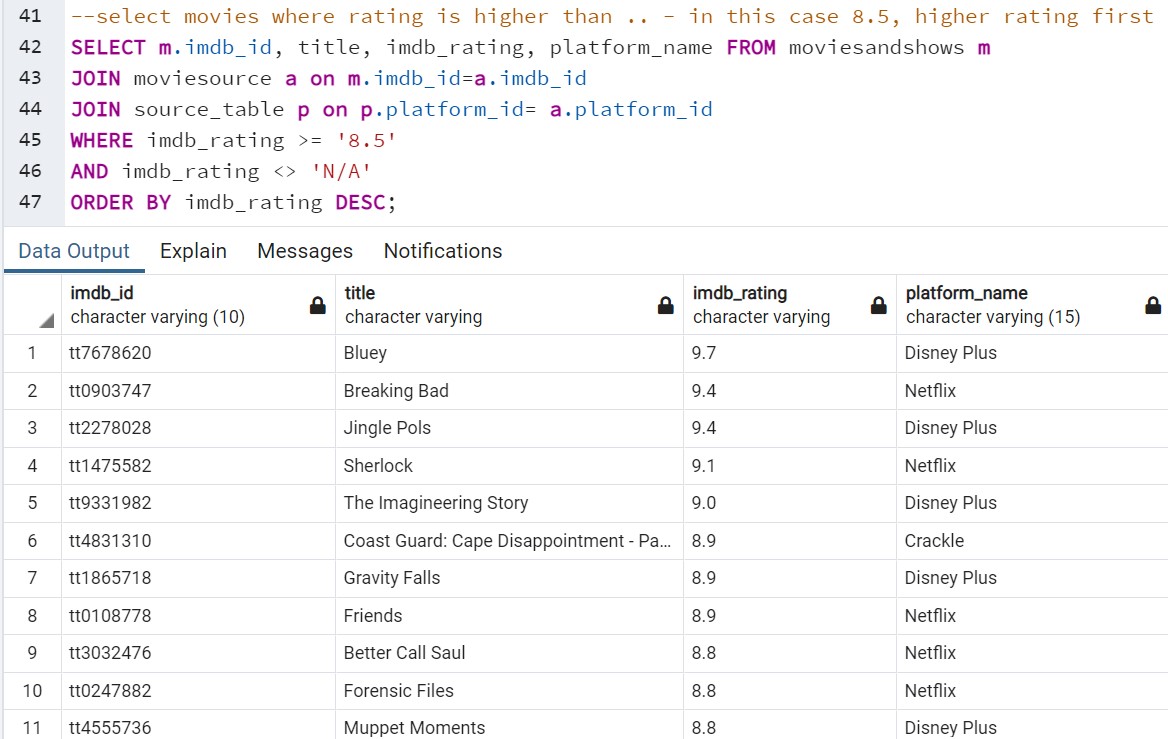 41 --select movies where rating is higher than .. - in this case 8.5, higher rating first
42 SELECT m.imdb_id, title, imdb_rating, platform_name FROM moviesandshows m
43 JOIN moviesource a on m.imdb_id=a.imdb_id
44 JOIN source_table p on p.platform_id= a.platform_id
45 WHERE imdb_rating >= '8.5'
46 AND imdb_rating <> 'N/A'
47 ORDER BY imdb_rating DESC;
Data Output Explain Messages Notifications
imdb_id title imdb_rating platform_name
character varying (10) character varying character varying character varying (15)
1 tt7678620 Bluey 9.7 Disney Plus
2 tt0903747 Breaking Bad 9.4 Netflix
3 tt2278028 Jingle Pols 9.4 Disney Plus
4 tt1475582 Sherlock 9.1 Netflix
5 tt9331982 The Imagineering Story 9.0 Disney Plus
6 tt4831310 Coast Guard: Cape Disappointment - Pa... 8.9 Crackle
7 tt1865718 Gravity Falls 8.9 Disney Plus
8 tt0108778 Friends 8.9 Netflix
9 tt3032476 Better Call Saul 8.8 Netflix
10 tt0247882 Forensic Files 8.8 Netflix
11 tt4555736 Muppet Moments 8.8 Disney Plus